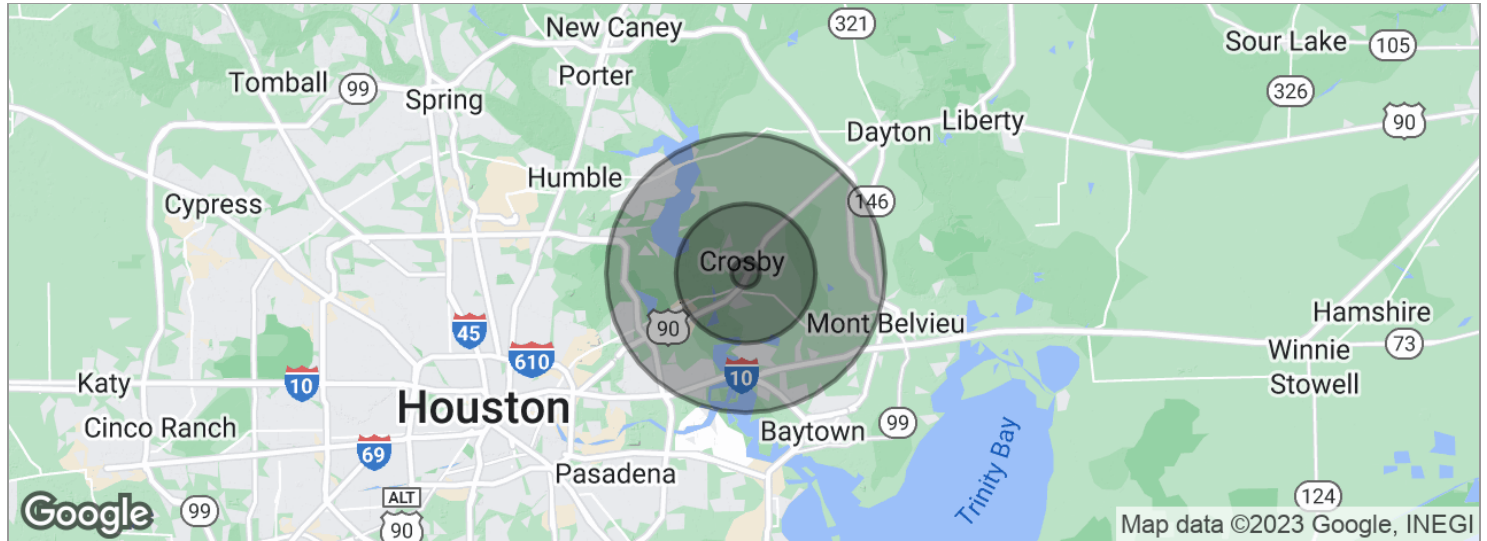 321
New Caney
Sour Lake
105
Porter
Tomball
99
Spring
326
90
Dayton
Liberty
Humble
146
Cypress
Crosby
90
Mont Belvieu
Hamshire
45
610
Winnie
73
Stowell
10
10
Katy
Houston
Cinco Ranch
69
Baytown
99
Pasadena
Trinity Bay
ALT
90
99
124
Google
Map data ©2023 Google, INEGI